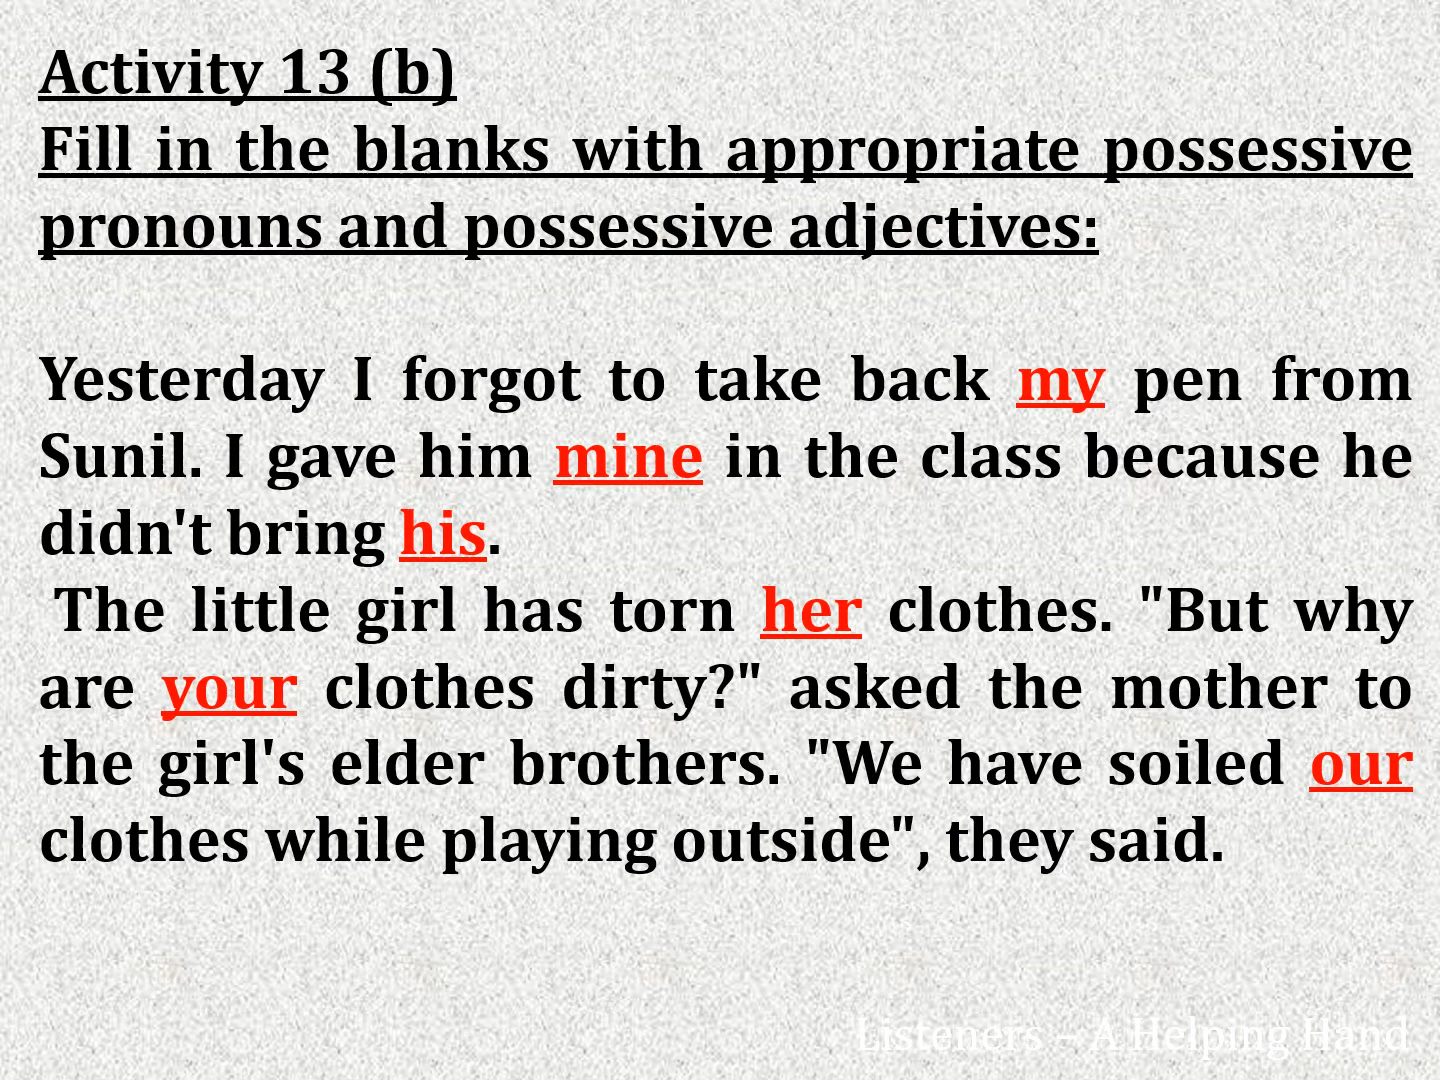 Activity 13 (b)
Fill in the blanks with appropriate possessive
pronouns and possessive adjectives:
Yesterday I forgot to take back my pen from
Sunil. I gave him mine in the class because he
didn't bring his.
The little girl has torn her clothes. "But why
are your clothes dirty?" asked the mother to
the girl's elder brothers. "We have soiled our
clothes while playing outside", they said.
Listeners – A Helping Hand